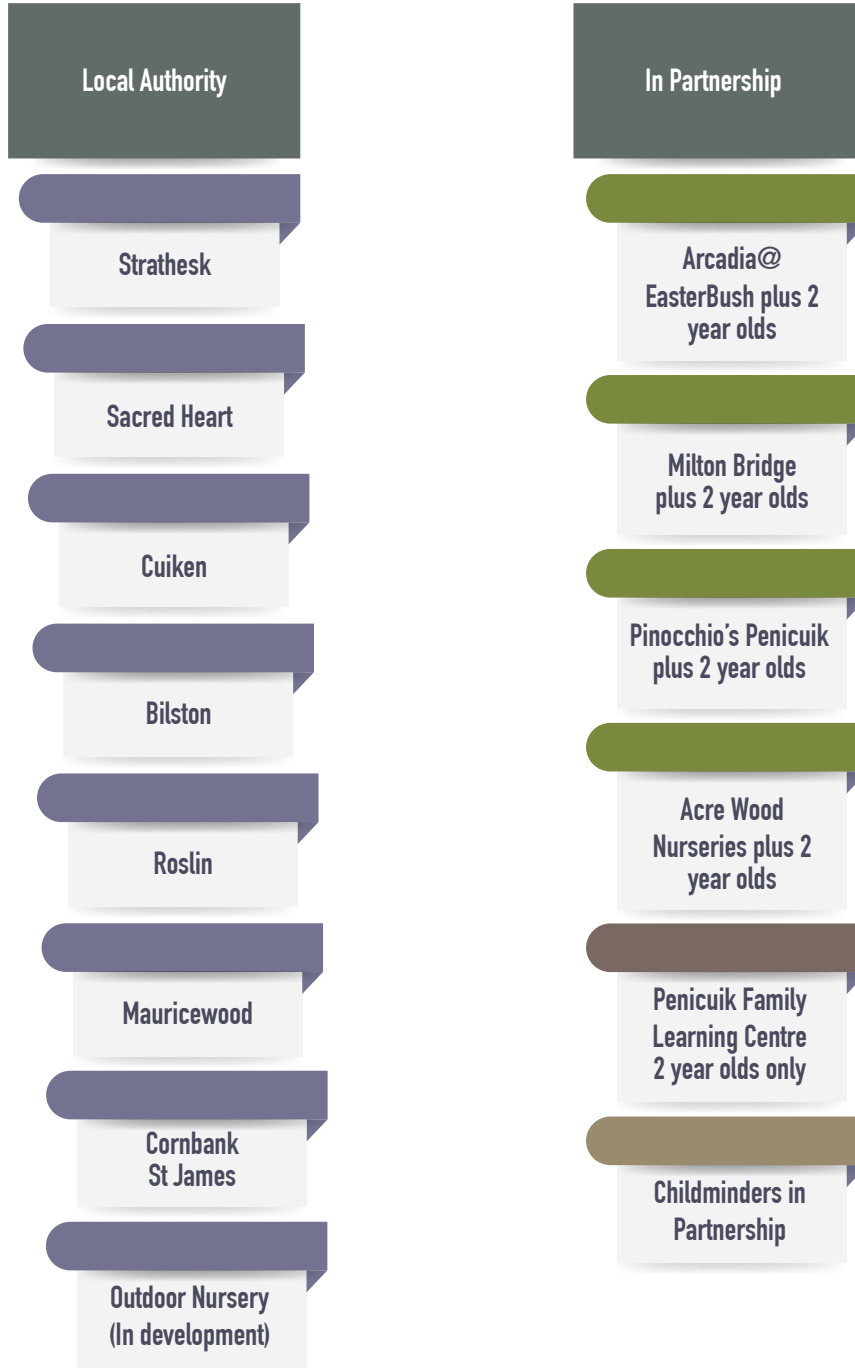 Local Authority
Strathesk
Sacred Heart
Cuiken
Bilston
Roslin
Mauricewood
Cornbank
St James
Outdoor Nursery
(In development)
In Partnership
Arcadia@
EasterBush plus 2
year olds
Milton Bridge
plus 2 year olds
Pinocchio’s Penicuik
plus 2 year olds
Acre Wood
Nurseries plus 2
year olds
Penicuik Family
Learning Centre
2 year olds only
Childminders in
Partnership